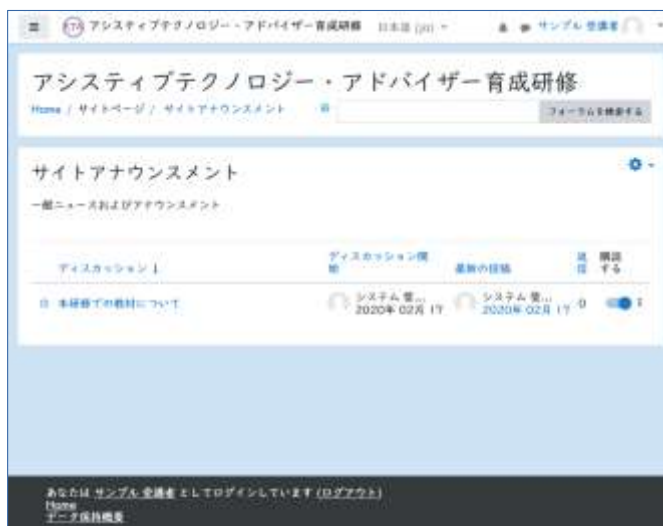 アシスティブテクノロジー・アドバイザー育成研修 日本語 (ja) サンプル 受講者
アシスティブテクノロジー・アドバイザー育成研修
Home / サイトページ / サイトアナウンスメント フォーラムを検索する
サイトアナウンスメント
一般ニュースおよびアナウンスメント
ディスカッション ↓ ディスカッション開始 最新の投稿 返信 購読する
本研修での教材について システム 管... 2020年 02月 17 システム 管... 2020年 02月 17 0
あなたは サンプル 受講者 としてログインしています (ログアウト)
Home
データ保持概要